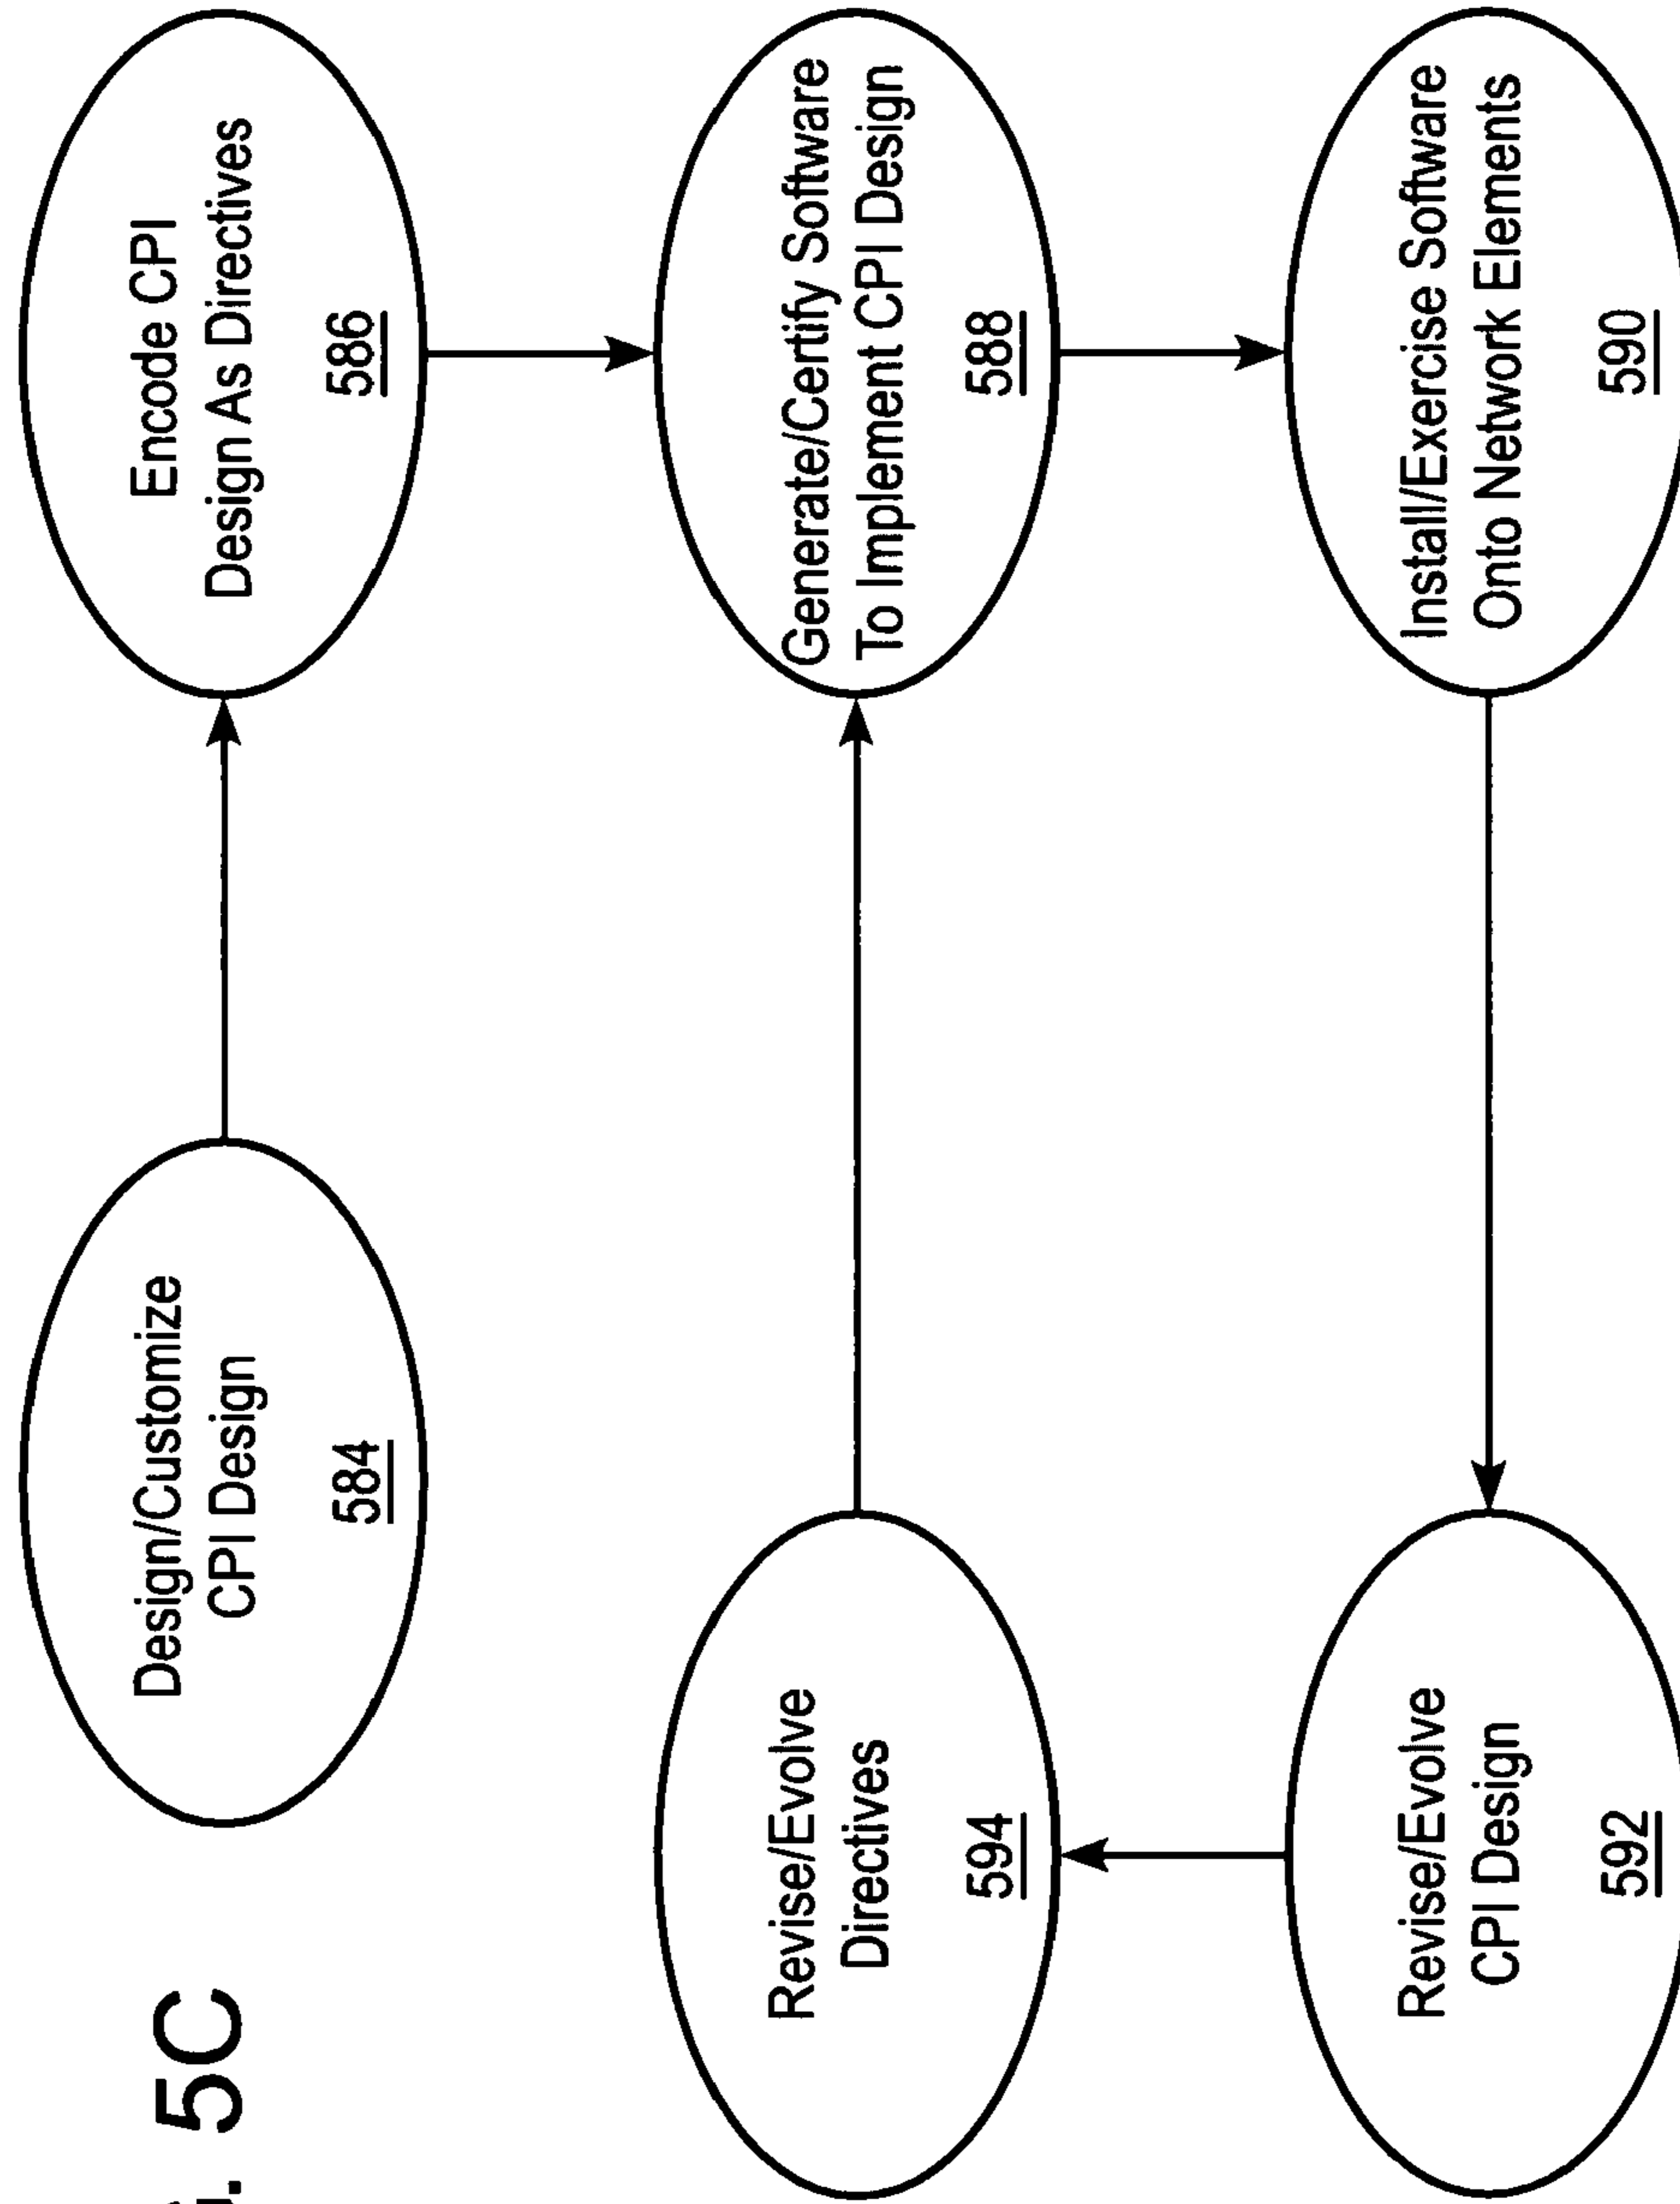 5C
Design/Customize
CPI Design
584
Encode CPI
Design As Directives
586
Revise/Evolve
Directives
594
Generate/Certify Software
To Implement CPI Design
588
Revise/Evolve
CPI Design
592
Install/Exercise Software
Onto Network Elements
590